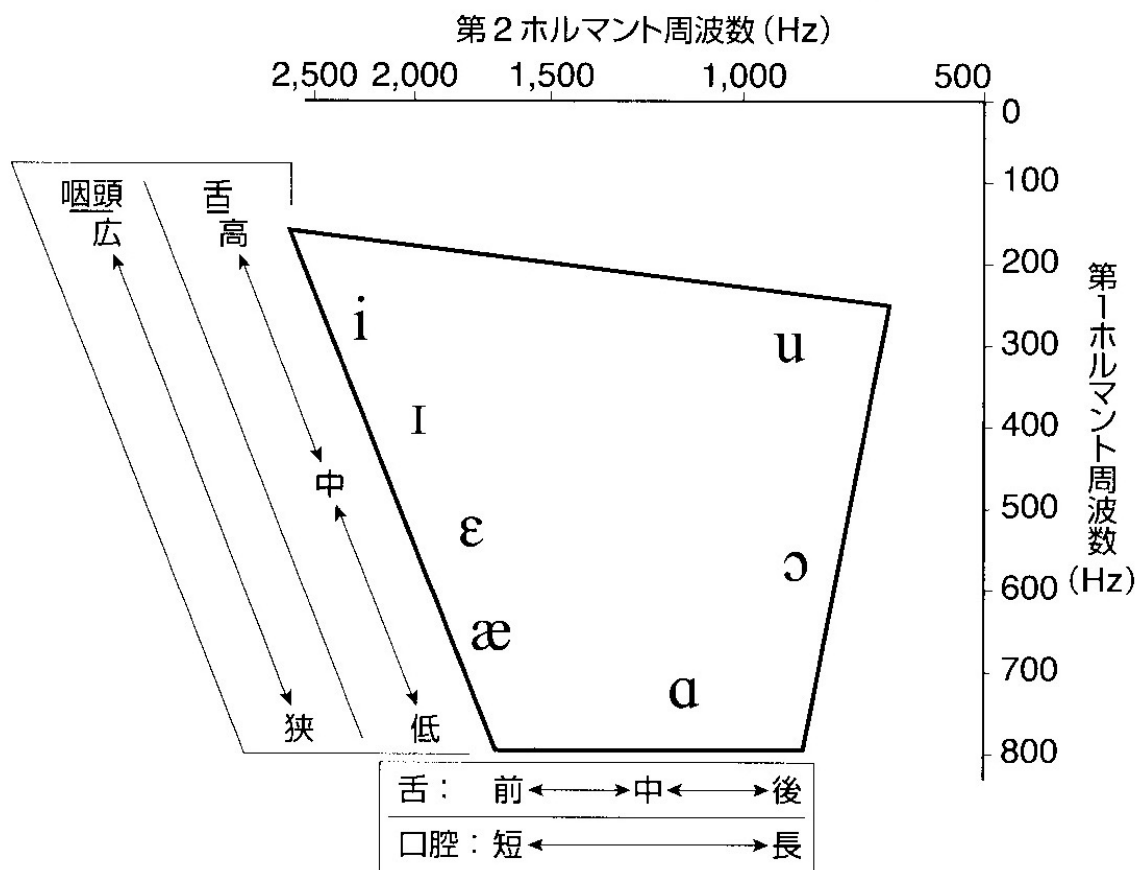 第2ホルマント周波数(Hz)
2,500 2,000 1,500 1,000 500
0
100
200
300
400
500
600
700
800
第1ホルマント周波数
(Hz)
咽頭
広
狭
舌
高
中
低
i
u
ɪ
ɛ
ɔ
æ
ɑ
舌: 前 中 後
口腔: 短 長